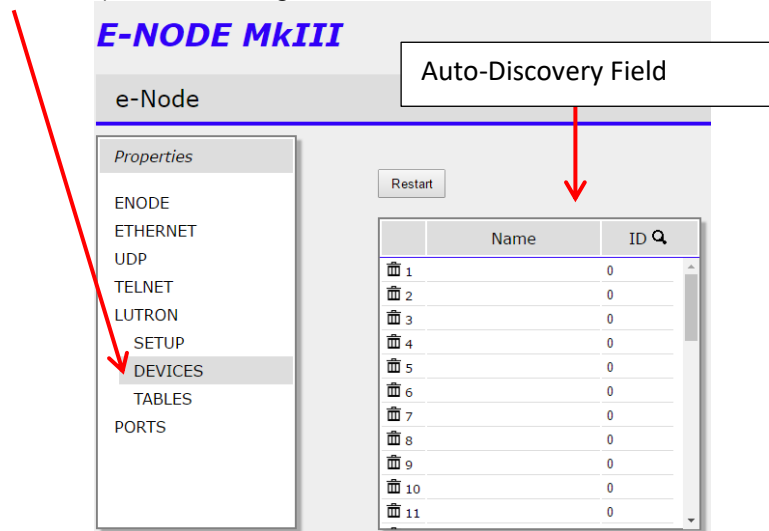 E-NODE MkIII
Auto-Discovery Field
e-Node
Properties
ENODE
ETHERNET
UDP
TELNET
LUTRON
SETUP
DEVICES
TABLES
PORTS
Restart
Name ID
1 0
2 0
3 0
4 0
5 0
6 0
7 0
8 0
9 0
10 0
11 0